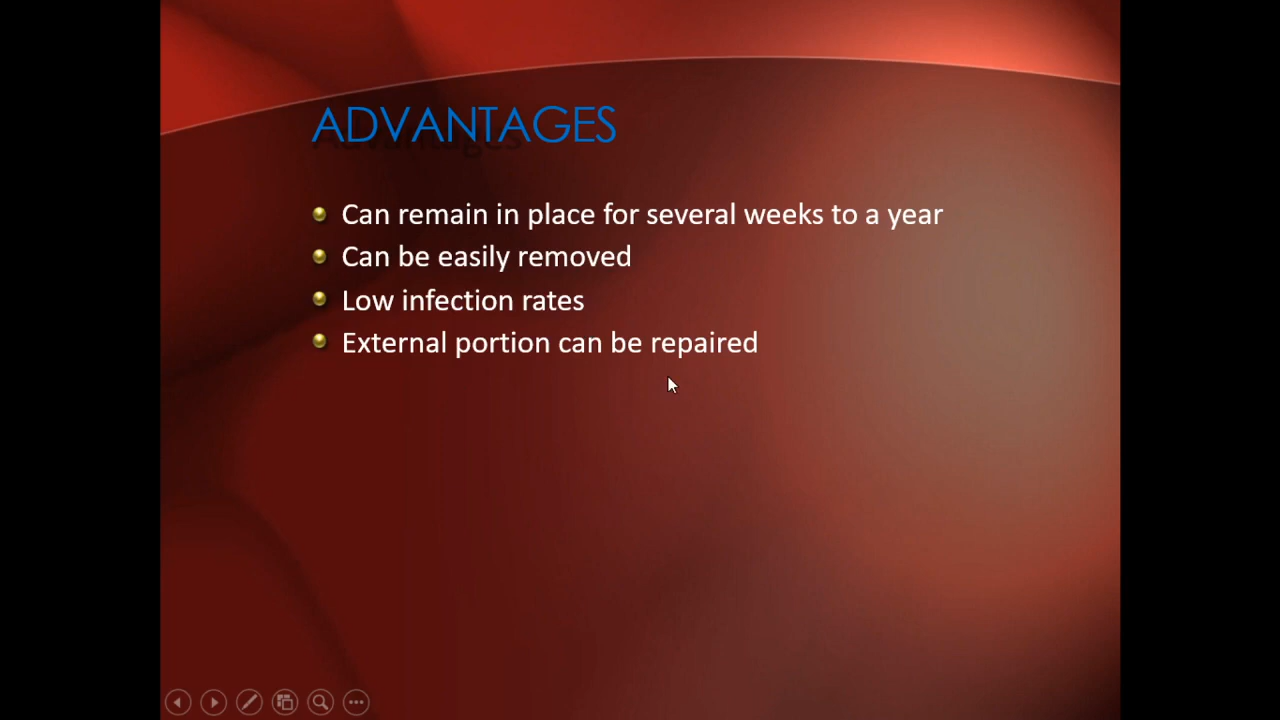 ADVANTAGES
Can remain in place for several weeks to a year
Can be easily removed
Low infection rates
External portion can be repaired